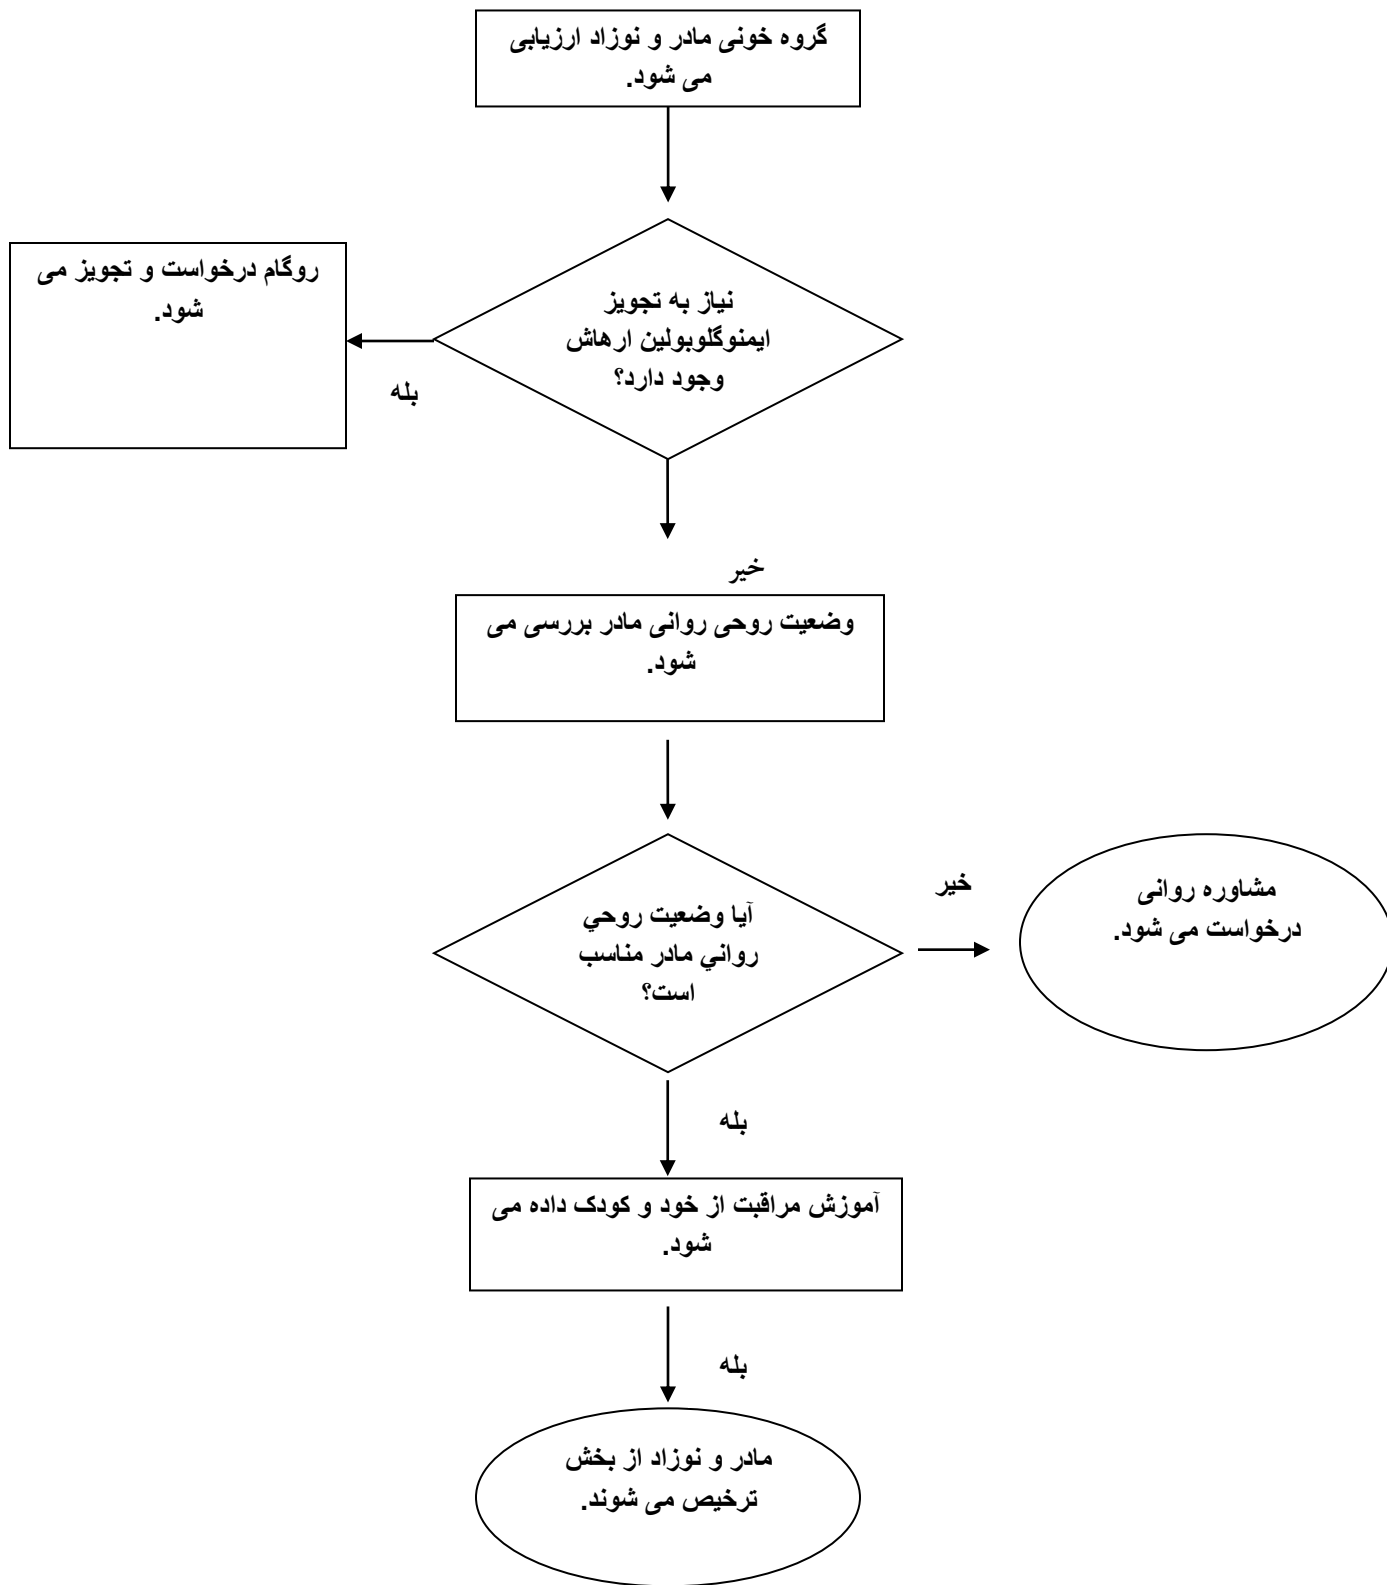 گروه خونی مادر و نوزاد ارزیابی
می شود.
روگام درخواست و تجویز می
شود.
نیاز به تجویز
ایمنوگلوبولین ارهاش
وجود دارد؟
بله
خیر
وضعیت روحی روانی مادر بررسی می
شود.
آیا وضعیت روحي
رواني مادر مناسب
است؟
خیر
مشاوره روانی
درخواست می شود.
بله
آموزش مراقبت از خود و کودک داده می
شود.
بله
مادر و نوزاد از بخش
ترخیص می شوند.